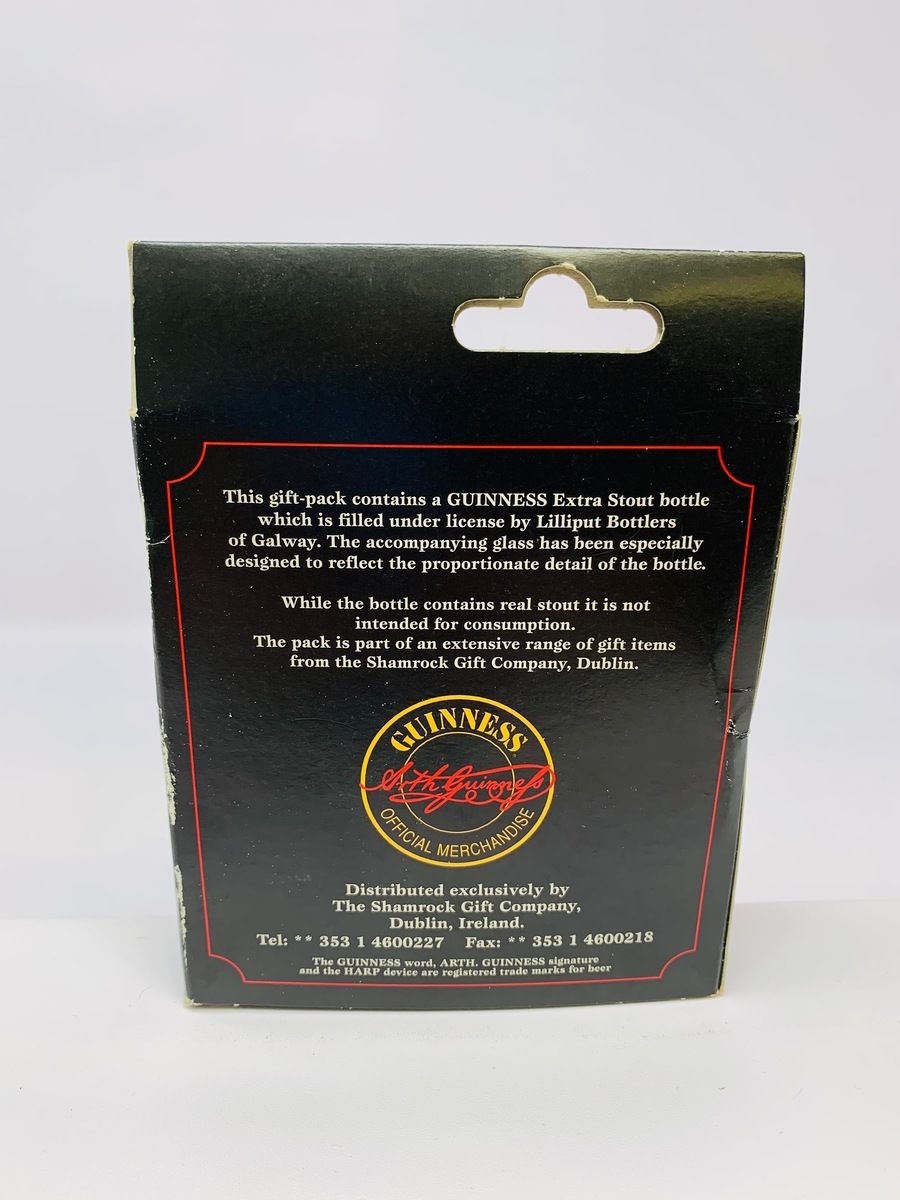 This gift-pack contains a GUINNESS Extra Stout bottle
which is filled under license by Lilliput Bottlers
of Galway. The accompanying glass has been especially
designed to reflect the proportionate detail of the bottle.
While the bottle contains real stout it is not
intended for consumption.
The pack is part of an extensive range of gift items
from the Shamrock Gift Company, Dublin.
GUINNESS
Arth Guinness
OFFICIAL MERCHANDISE
Distributed exclusively by
The Shamrock Gift Company,
Dublin, Ireland.
Tel: ** 353 1 4600227 Fax: ** 353 1 4600218
The GUINNESS word, ARTH. GUINNESS signature
and the HARP device are registered trade marks for beer